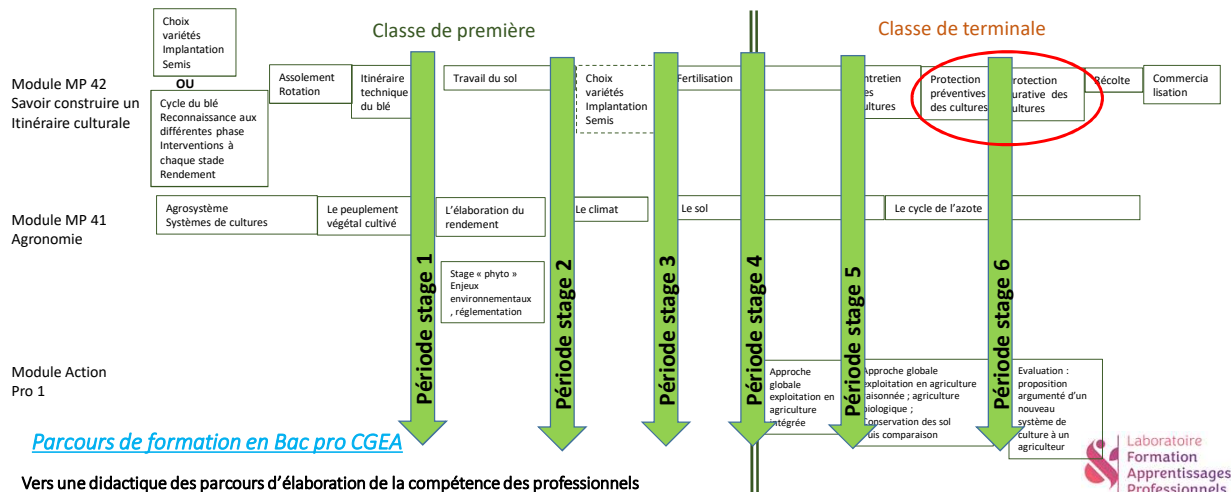 Classe de première
Classe de terminale
Choix
variétés
Implantation
Semis
OU
Cycle du blé
Reconnaissance aux
différentes phase
Interventions à
chaque stade
Rendement
Module MP 42
Savoir construire un
Itinéraire culturale
Assolement
Rotation
Itinéraire
technique
du blé
Travail du sol
Choix
variétés
Implantation
Semis
Fertilisation
ntretien
es
ultures
Protection
préventives
des cultures
rotection
urative des
ultures
Récolte
Commercia
lisation
Module MP 41
Agronomie
Agrosystème
Systèmes de cultures
Le peuplement
végétal cultivé
L'élaboration du
rendement
Le climat
Le sol
Le cycle de l'azote
Stage « phyto »
Enjeux
environnementaux
, réglementation
Module Action
Pro 1
Approche
globale
exploitation en
agriculture
intégrée
Approche globale
exploitation en agriculture
aisonnée ; agriculture
biologique ;
onservation des sol
uis comparaison
Evaluation :
proposition
argumenté d'un
nouveau
système de
culture à un
agriculteur
Période stage 1
Période stage 2
Période stage 3
Période stage 4
Période stage 5
Période stage 6
Parcours de formation en Bac pro CGEA
Vers une didactique des parcours d'élaboration de la compétence des professionnels
Laboratoire
Formation
Apprentissages
Professionnels